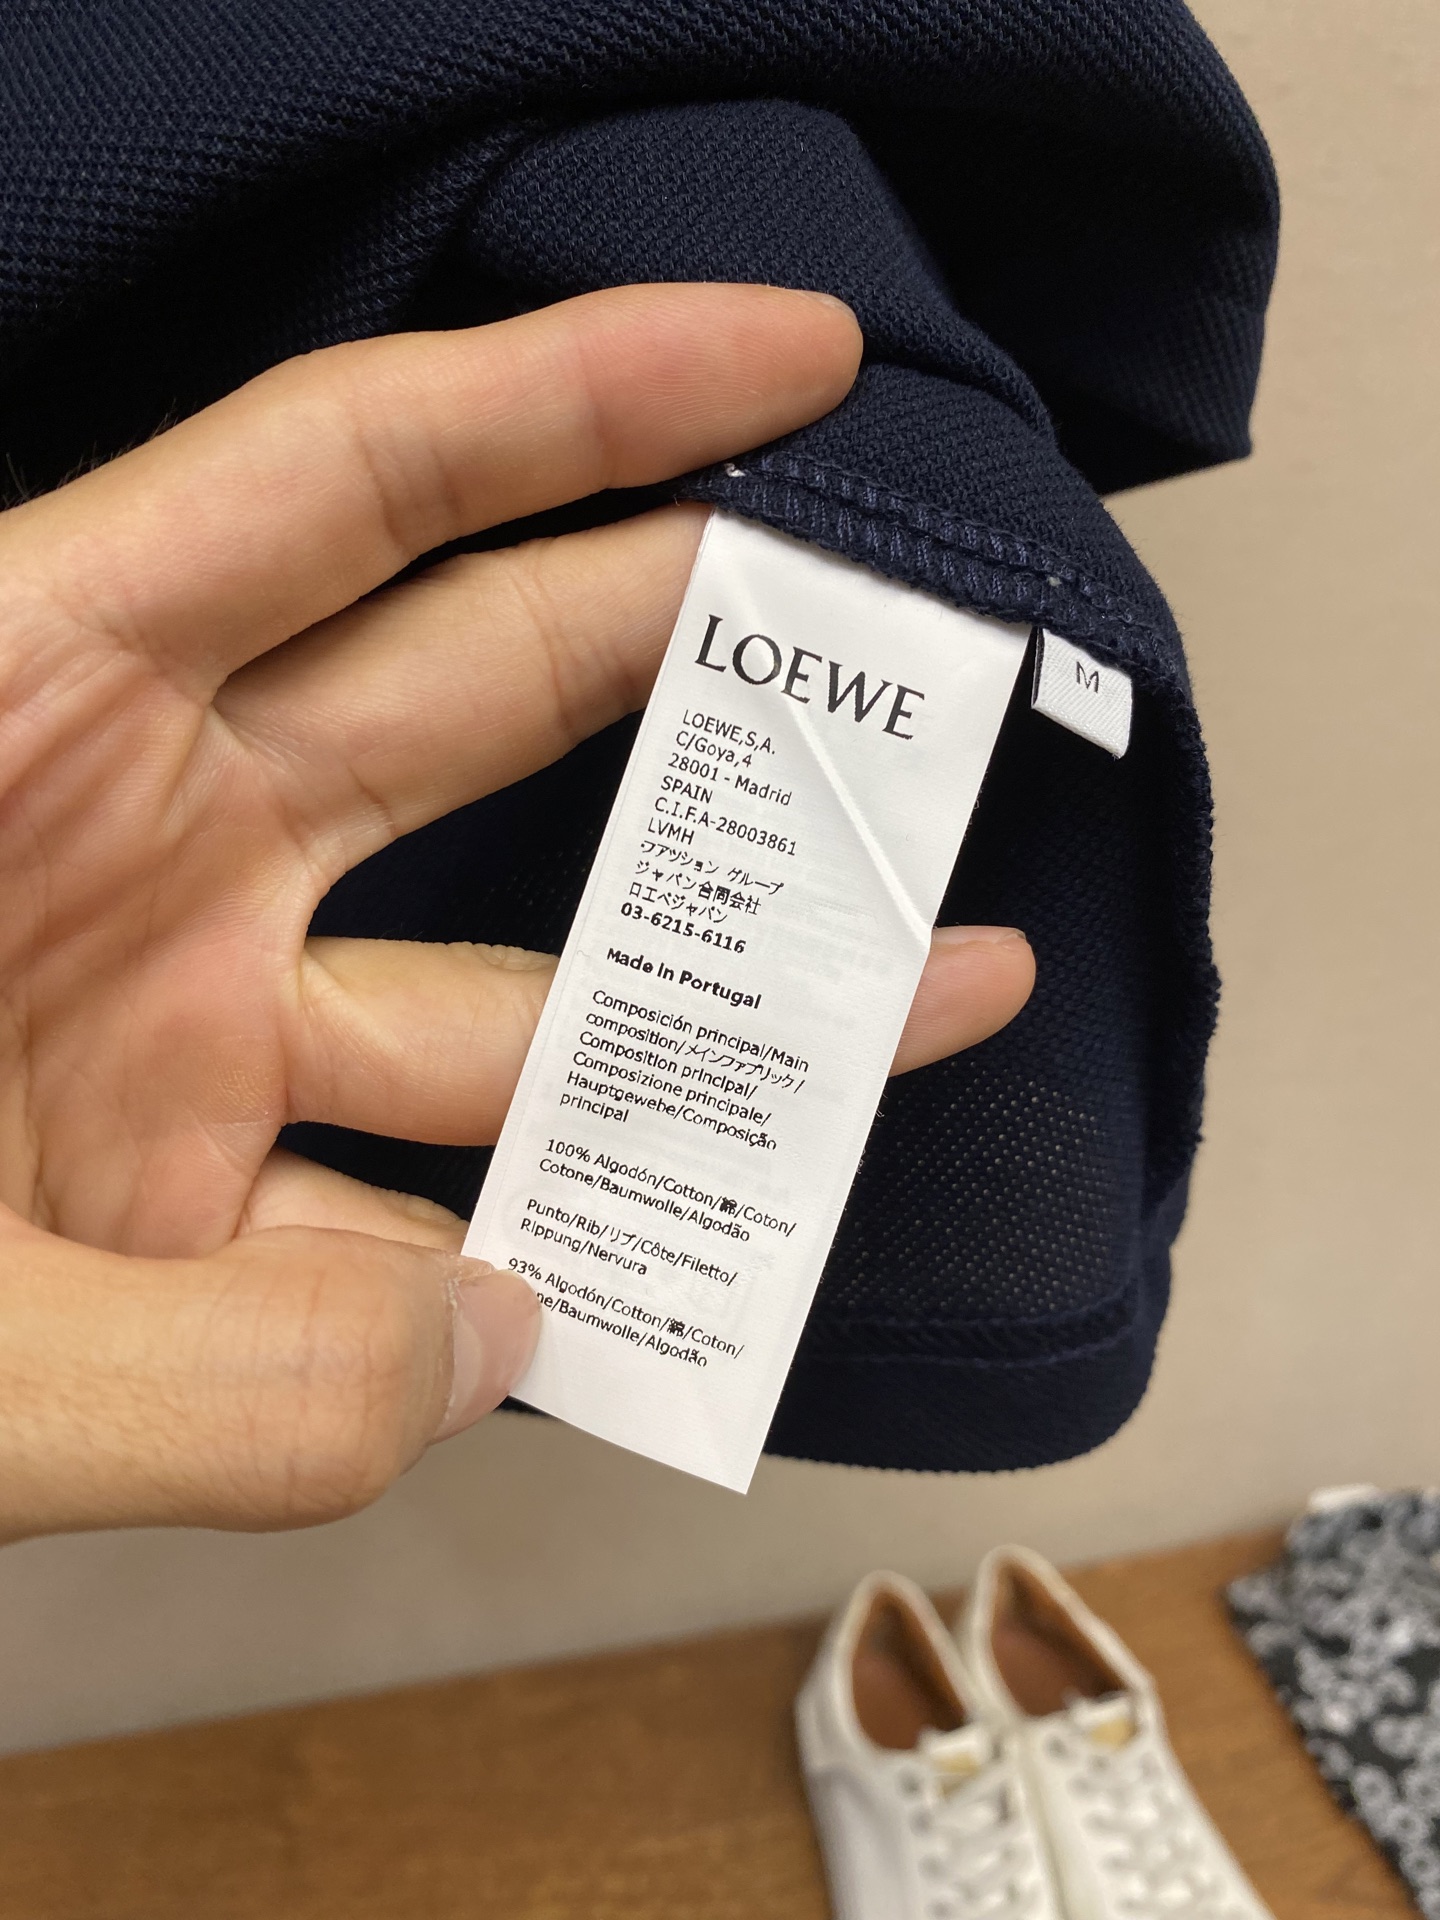 LOEWE
M
LOEWE,S,A.
C/Goya,4
28001 - Madrid
SPAIN
C.I.F.A-28003861
LVMH
ファッション グループ
ジャパン合同会社
ロエベジャパン
03-6215-6116
Made in Portugal
Composición principal/Main
composition/メインファブリック/
Composition principal/
Composizione principale/
Hauptgewebe/Composição
principal
100% Algodón/Cotton/綿/Coton/
Cotone/Baumwolle/Algodão
Punto/Rib/リブ/Côte/Filetto/
Rippung/Nervura
93% Algodón/Cotton/綿/Coton/
ne/Baumwolle/Algodão